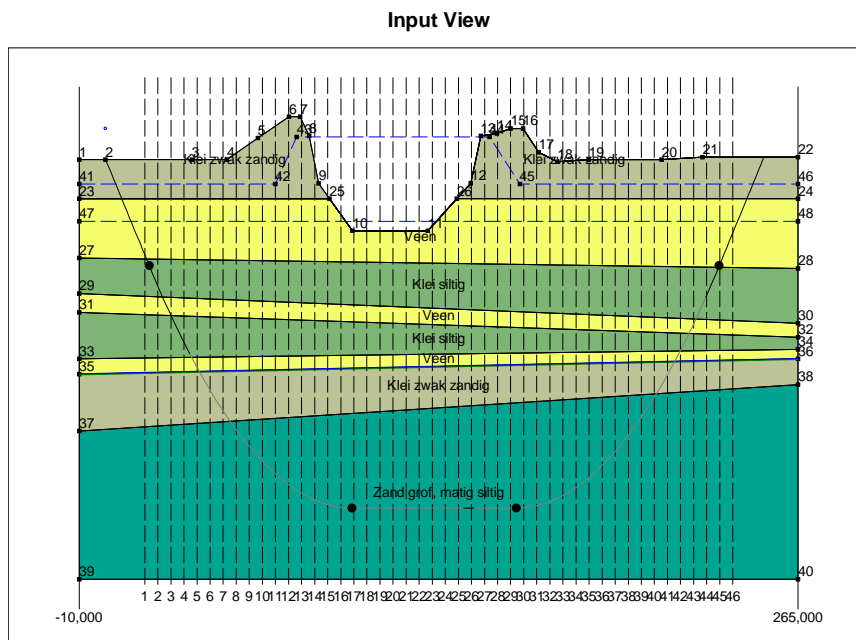 Input View
6 7
43 8
5
13 44 14 15 16
17
1 2 3 4
Klei zwak zandig
Klei zwak zandig
18 19 20 21 22
41 42 9 12 45 46
23 25 26 24
47 10 11 48
Veen
27 28
Klei siltig
29 30
31 Veen 32
Klei siltig 34
33 Veen 36
35
Klei zwak zandig 38
37
Zand grof, matig siltig
39 40
1 2 3 4 5 6 7 8 9 10 11 12 13 14 15 16 17 18 19 20 21 22 23 24 25 26 27 28 29 30 31 32 33 34 35 36 37 38 39 40 41 42 43 44 45 46
-10,000 265,000